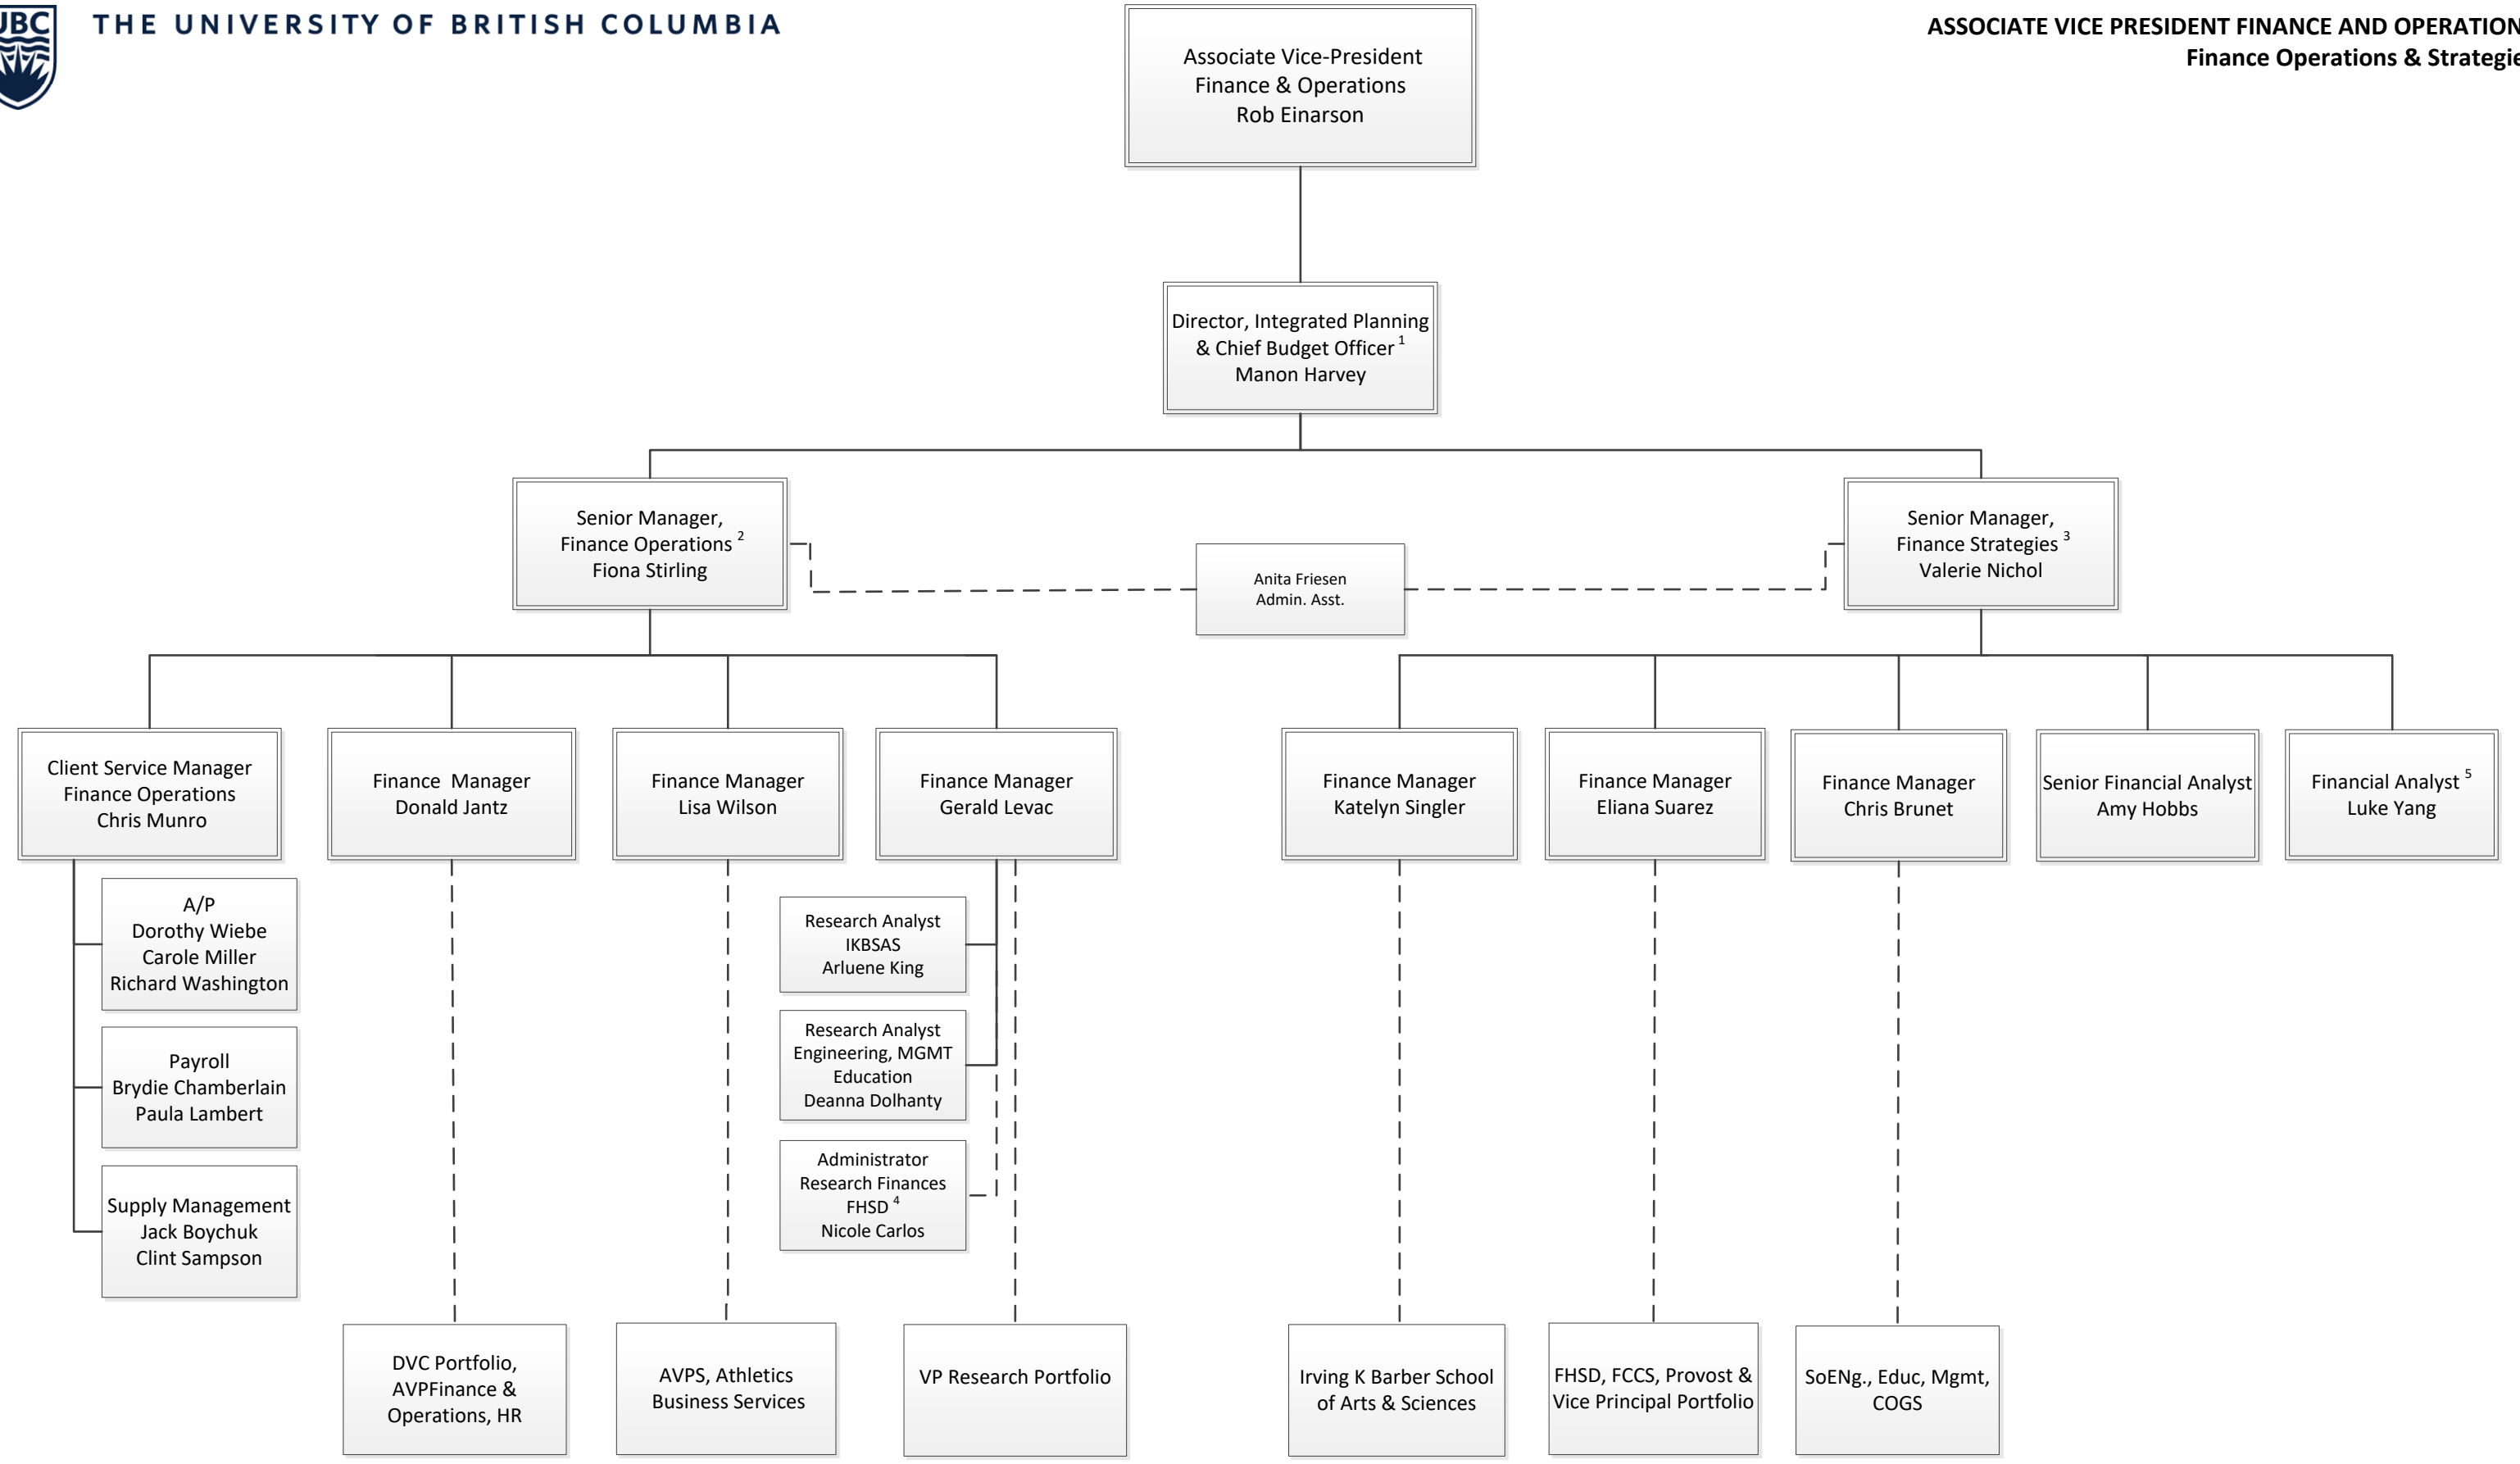 UBC
THE UNIVERSITY OF BRITISH COLUMBIA
ASSOCIATE VICE PRESIDENT FINANCE AND OPERATION
Finance Operations & Strategie
Associate Vice-President
Finance & Operations
Rob Einarson
Director, Integrated Planning
& Chief Budget Officer 1
Manon Harvey
Senior Manager,
Finance Operations 2
Fiona Stirling
Anita Friesen
Admin. Asst.
Senior Manager,
Finance Strategies 3
Valerie Nichol
Client Service Manager
Finance Operations
Chris Munro
Finance Manager
Donald Jantz
Finance Manager
Lisa Wilson
Finance Manager
Gerald Levac
Finance Manager
Katelyn Singler
Finance Manager
Eliana Suarez
Finance Manager
Chris Brunet
Senior Financial Analyst
Amy Hobbs
Financial Analyst 5
Luke Yang
A/P
Dorothy Wiebe
Carole Miller
Richard Washington
Payroll
Brydie Chamberlain
Paula Lambert
Supply Management
Jack Boychuk
Clint Sampson
Research Analyst
IKBSAS
Arluene King
Research Analyst
Engineering, MGMT
Education
Deanna Dolhanty
Administrator
Research Finances
FHSD 4
Nicole Carlos
DVC Portfolio,
AVPFinance &
Operations, HR
AVPS, Athletics
Business Services
VP Research Portfolio
Irving K Barber School
of Arts & Sciences
FHSD, FCCS, Provost &
Vice Principal Portfolio
SoENg., Educ, Mgmt,
COGS